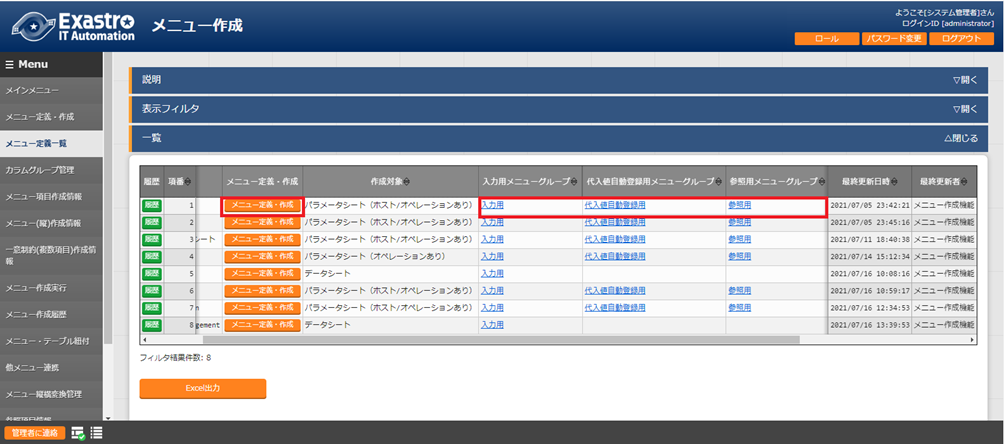 Exastro
IT Automation
メニュー作成
ようこそ[システム管理者]さん
ログインID [administrator]
ロール
パスワード変更
ログアウト
Menu
メインメニュー
メニュー定義・作成
メニュー定義一覧
カラムグループ管理
メニュー項目作成情報
メニュー(縦)作成情報
一意制約(複数項目)作成情
報
メニュー作成実行
メニュー作成履歴
メニュー・テーブル紐付
他メニュー連携
メニュー縦横変換管理
参照項目情報
説明 ▽開く
表示フィルタ ▽開く
一覧 △閉じる
履歴 項番 メニュー定義・作成 作成対象 入力用メニューグループ 代入値自動登録用メニューグループ 参照用メニューグループ 最終更新日時 最終更新者
履歴 1 メニュー定義・作成 パラメータシート（ホスト/オペレーションあり） 入力用 代入値自動登録用 参照用 2021/07/05 23:42:21 メニュー作成機能
履歴 2 メニュー定義・作成 パラメータシート（ホスト/オペレーションあり） 入力用 代入値自動登録用 参照用 2021/07/05 23:45:16 メニュー作成機能
履歴 3 シート メニュー定義・作成 パラメータシート（ホスト/オペレーションあり） 入力用 代入値自動登録用 参照用 2021/07/11 18:40:38 メニュー作成機能
履歴 4 メニュー定義・作成 パラメータシート（オペレーションあり） 入力用 代入値自動登録用 参照用 2021/07/14 15:12:34 メニュー作成機能
履歴 5 メニュー定義・作成 データシート 入力用 2021/07/16 10:08:16 メニュー作成機能
履歴 6 メニュー定義・作成 パラメータシート（ホスト/オペレーションあり） 入力用 代入値自動登録用 参照用 2021/07/16 10:59:17 メニュー作成機能
履歴 7 n メニュー定義・作成 パラメータシート（ホスト/オペレーションあり） 入力用 代入値自動登録用 参照用 2021/07/16 12:34:53 メニュー作成機能
履歴 8 gement メニュー定義・作成 データシート 入力用 2021/07/16 13:39:53 メニュー作成機能
フィルタ結果件数: 8
Excel出力
管理者に連絡